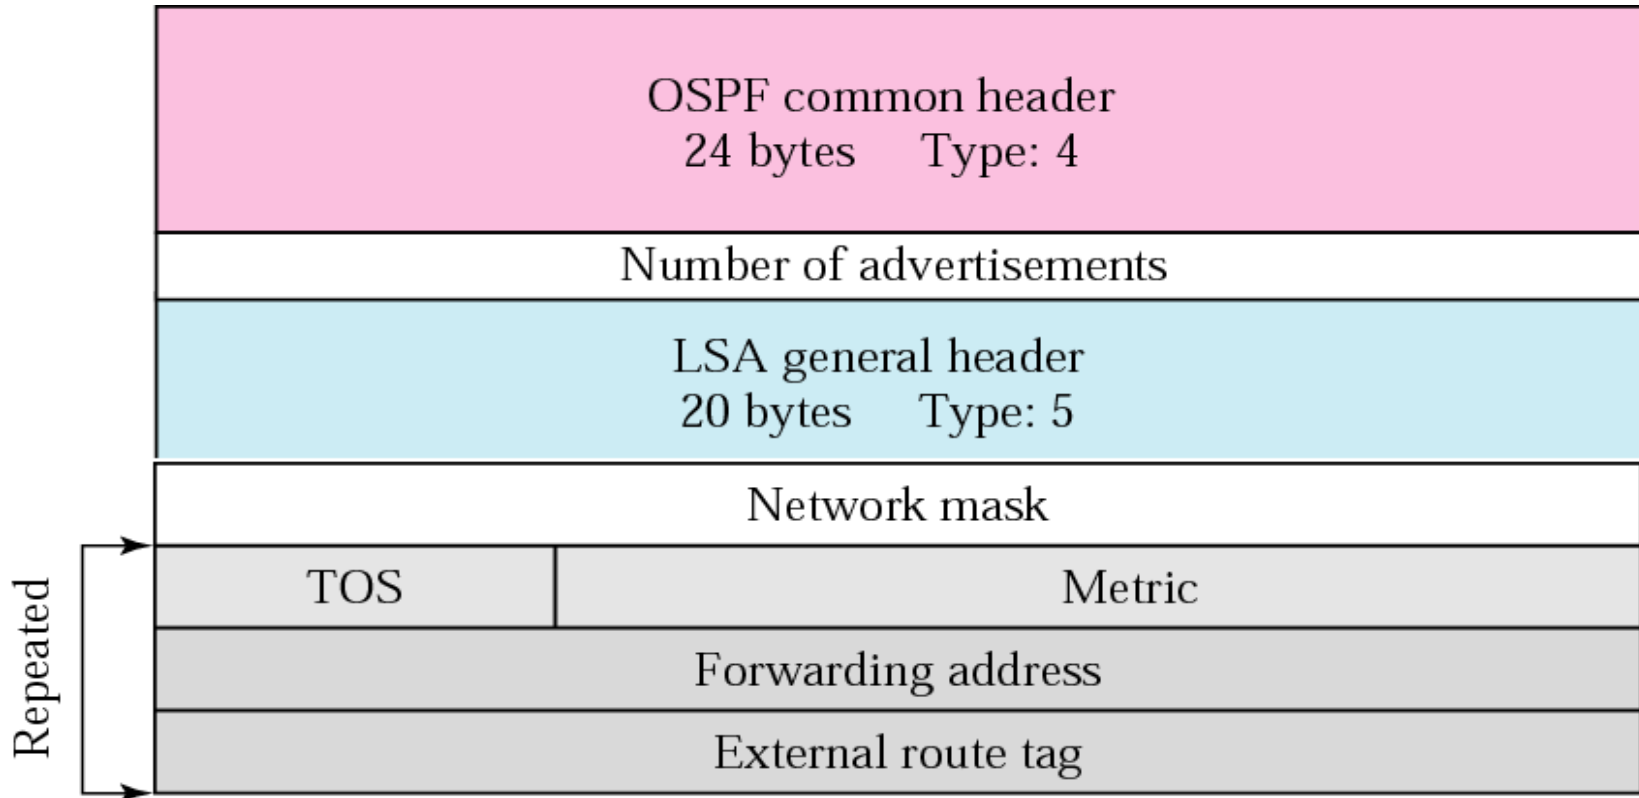 OSPF common header
24 bytes Type: 4
Number of advertisements
LSA general header
20 bytes Type: 5
Network mask
Repeated
TOS Metric
Forwarding address
External route tag